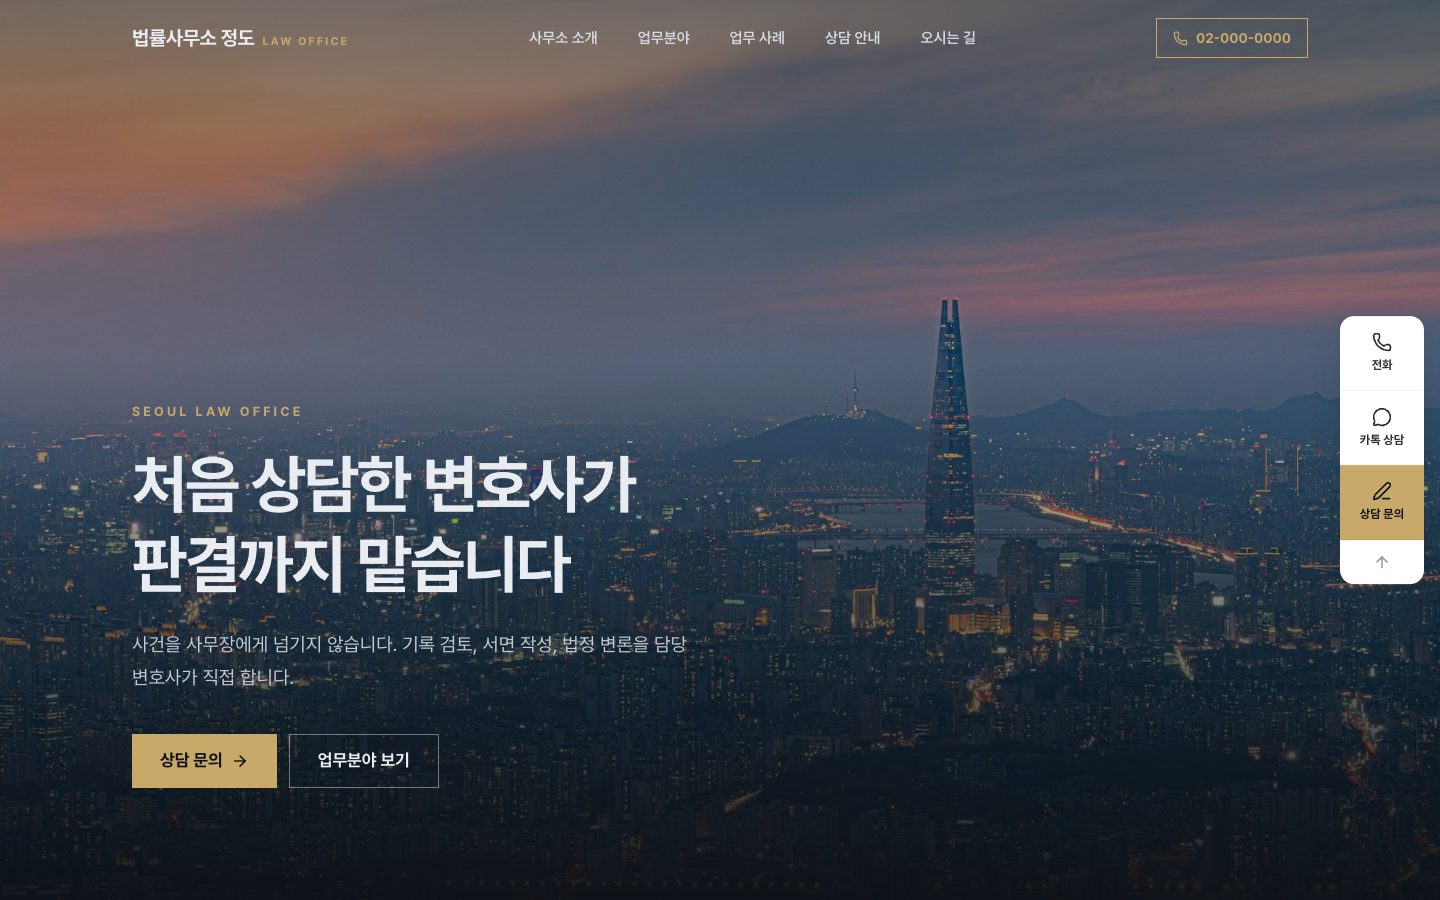 법률사무소 정도 LAW OFFICE
사무소 소개
업무분야
업무 사례
상담 안내
오시는 길
02-000-0000
SEOUL LAW OFFICE
처음 상담한 변호사가
판결까지 맡습니다
사건을 사무장에게 넘기지 않습니다. 기록 검토, 서면 작성, 법정 변론을 담당
변호사가 직접 합니다.
상담 문의
업무분야 보기
전화
카톡 상담
상담 문의